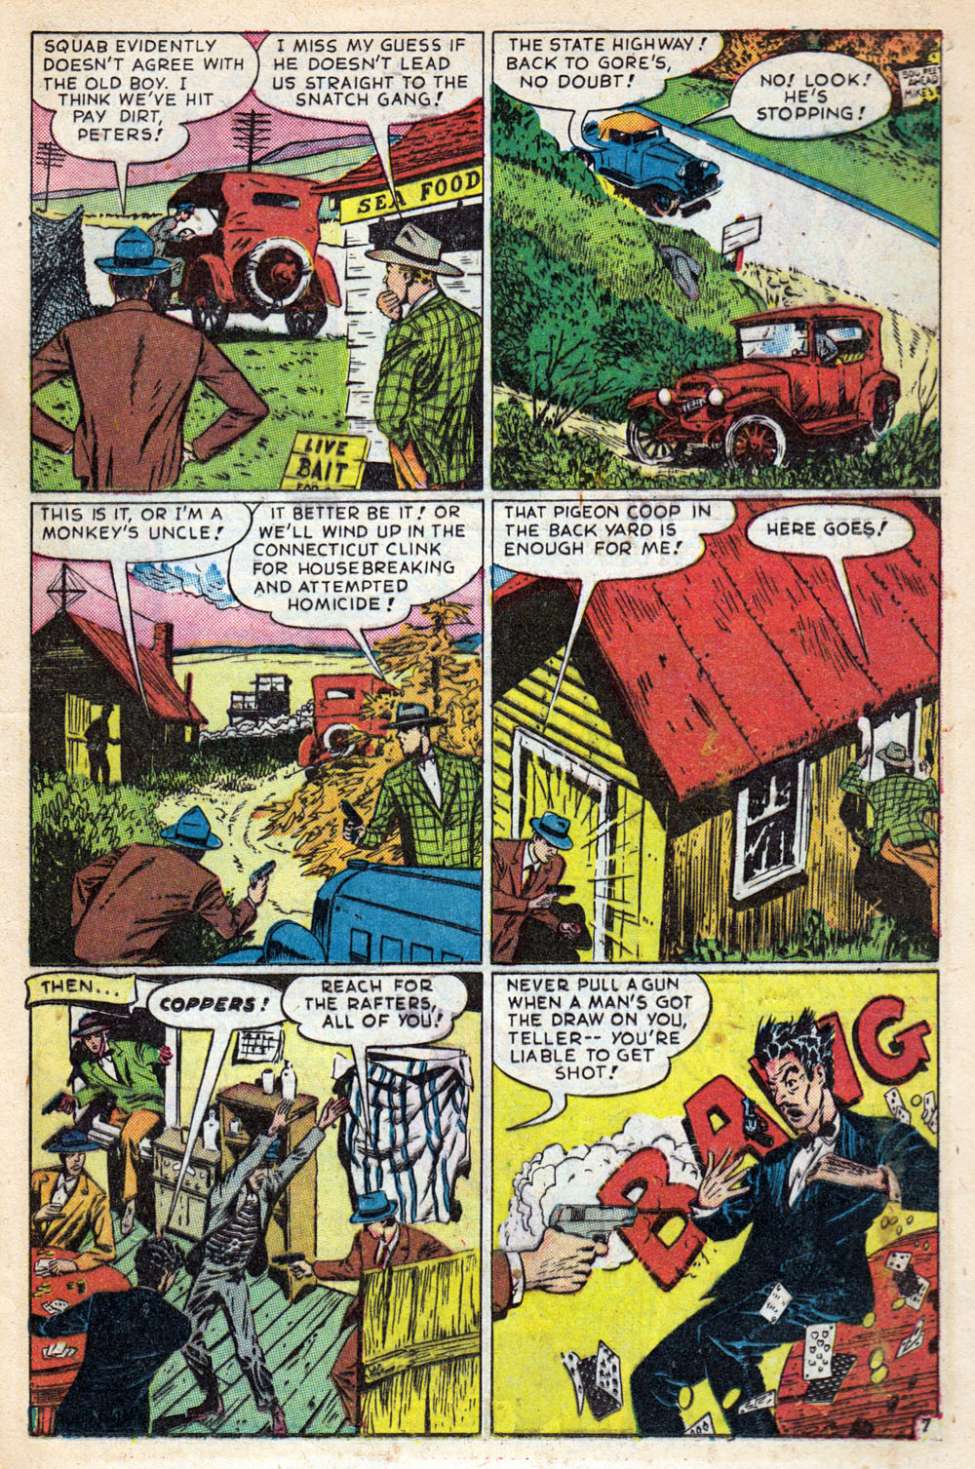 SQUAB EVIDENTLY
DOESN'T AGREE WITH
THE OLD BOY. I
THINK WE'VE HIT
PAY DIRT,
PETERS!
I MISS MY GUESS IF
HE DOESN'T LEAD
US STRAIGHT TO THE
SNATCH GANG!
SEA FOOD
LIVE
BAIT
THE STATE HIGHWAY!
BACK TO GORE'S,
NO DOUBT!
NO! LOOK!
HE'S
STOPPING!
MIKE'S
THIS IS IT, OR I'M A
MONKEY'S UNCLE!
IT BETTER BE IT! OR
WE'LL WIND UP IN THE
CONNECTICUT CLINK
FOR HOUSEBREAKING
AND ATTEMPTED
HOMICIDE!
THAT PIGEON COOP IN
THE BACK YARD IS
ENOUGH FOR ME!
HERE GOES!
THEN...
COPPERS!
REACH FOR
THE RAFTERS,
ALL OF YOU!
NEVER PULL A GUN
WHEN A MAN'S GOT
THE DRAW ON YOU,
TELLER-- YOU'RE
LIABLE TO GET
SHOT!
BANG
7